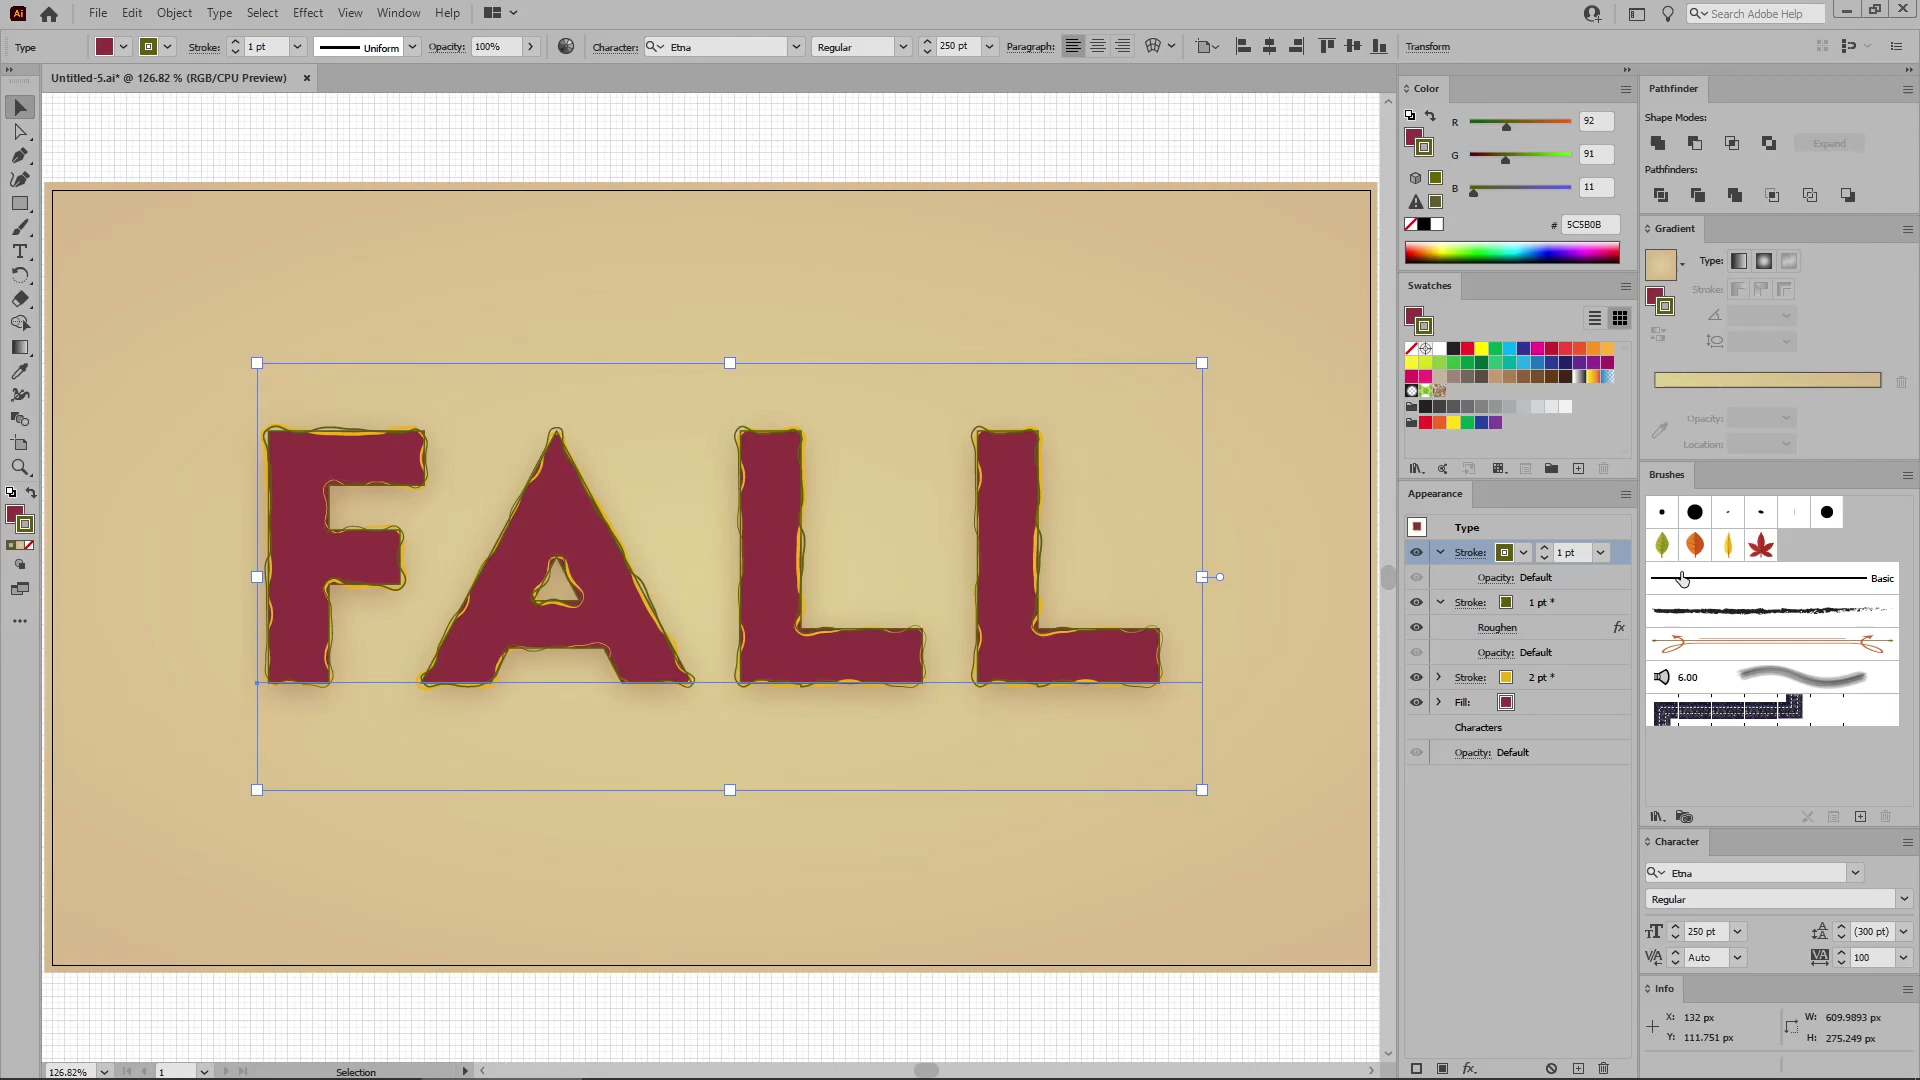 Ai File Edit Object Type Select Effect View Window Help Search Adobe Help
Type Stroke: 1 pt Uniform Opacity: 100% Character: Etna Regular 250 pt Paragraph: Transform
Untitled-5.ai* @ 126.82 % (RGB/CPU Preview)
FALL
126.82% 1 Selection
Color
R 92
G 91
B 11
# 5C5B0B
Swatches
Appearance
Type
Stroke: 1 pt
Opacity: Default
Stroke: 1 pt *
Roughen fx
Opacity: Default
Stroke: 2 pt *
Fill:
Characters
Opacity: Default
fx.
Pathfinder
Shape Modes:
Expand
Pathfinders:
Gradient
Type:
Stroke:
Opacity:
Location:
Brushes
Basic
6.00
Character
Etna
Regular
250 pt (300 pt)
Auto 100
Info
X: 132 px W: 609.9893 px
Y: 111.751 px H: 275.249 px